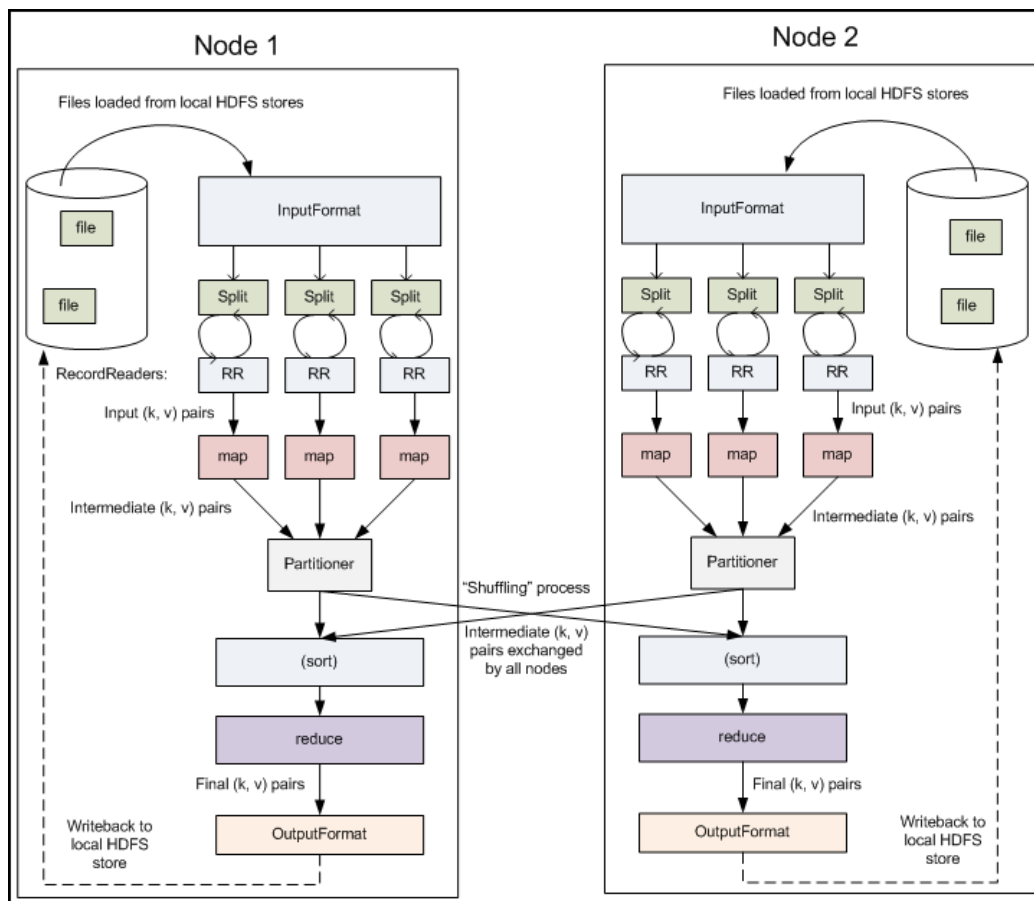 Node 1
Files loaded from local HDFS stores
file
file
InputFormat
Split Split Split
RecordReaders:
RR RR RR
Input (k, v) pairs
map map map
Intermediate (k, v) pairs
Partitioner
(sort)
reduce
Final (k, v) pairs
OutputFormat
Writeback to
local HDFS
store
"Shuffling" process
Intermediate (k, v)
pairs exchanged
by all nodes
Node 2
Files loaded from local HDFS stores
InputFormat
file
file
Split Split Split
RR RR RR
Input (k, v) pairs
map map map
Intermediate (k, v) pairs
Partitioner
(sort)
reduce
Final (k, v) pairs
OutputFormat
Writeback to
local HDFS
store